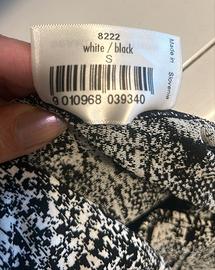 8222
white / black
S
9 010968 039340
Made in Slovenia